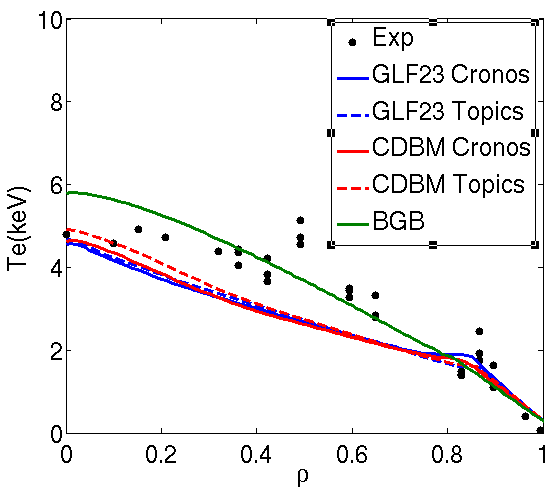 10
8
6
4
2
0
Te(keV)
Exp
GLF23 Cronos
GLF23 Topics
CDBM Cronos
CDBM Topics
BGB
0 0.2 0.4 0.6 0.8 1
ρ